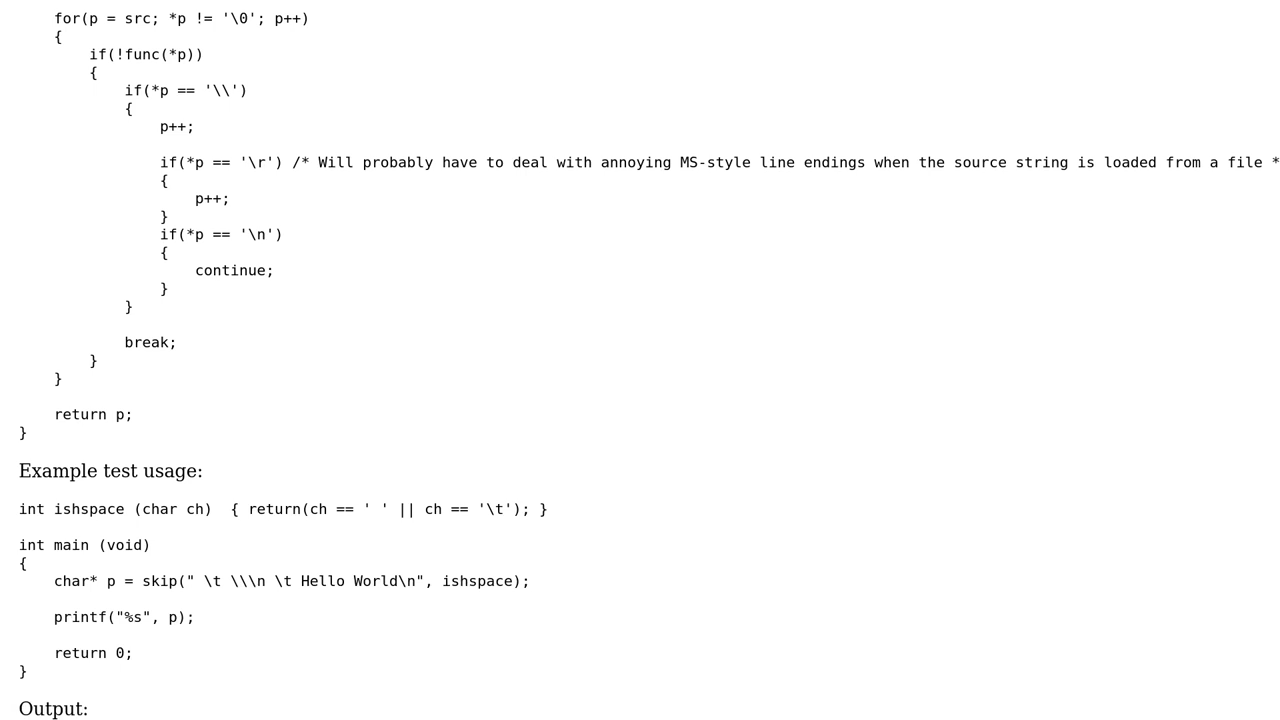 for(p = src; *p != '\0'; p++)
{
if(!func(*p))
{
if(*p == '\\')
{
p++;
if(*p == '\r') /* Will probably have to deal with annoying MS-style line endings when the source string is loaded from a file *
{
p++;
}
if(*p == '\n')
{
continue;
}
}
break;
}
}
return p;
}
Example test usage:
int ishspace (char ch)  { return(ch == ' ' || ch == '\t'); }
int main (void)
{
char* p = skip(" \t \\\n \t Hello World\n", ishspace);
printf("%s", p);
return 0;
}
Output: